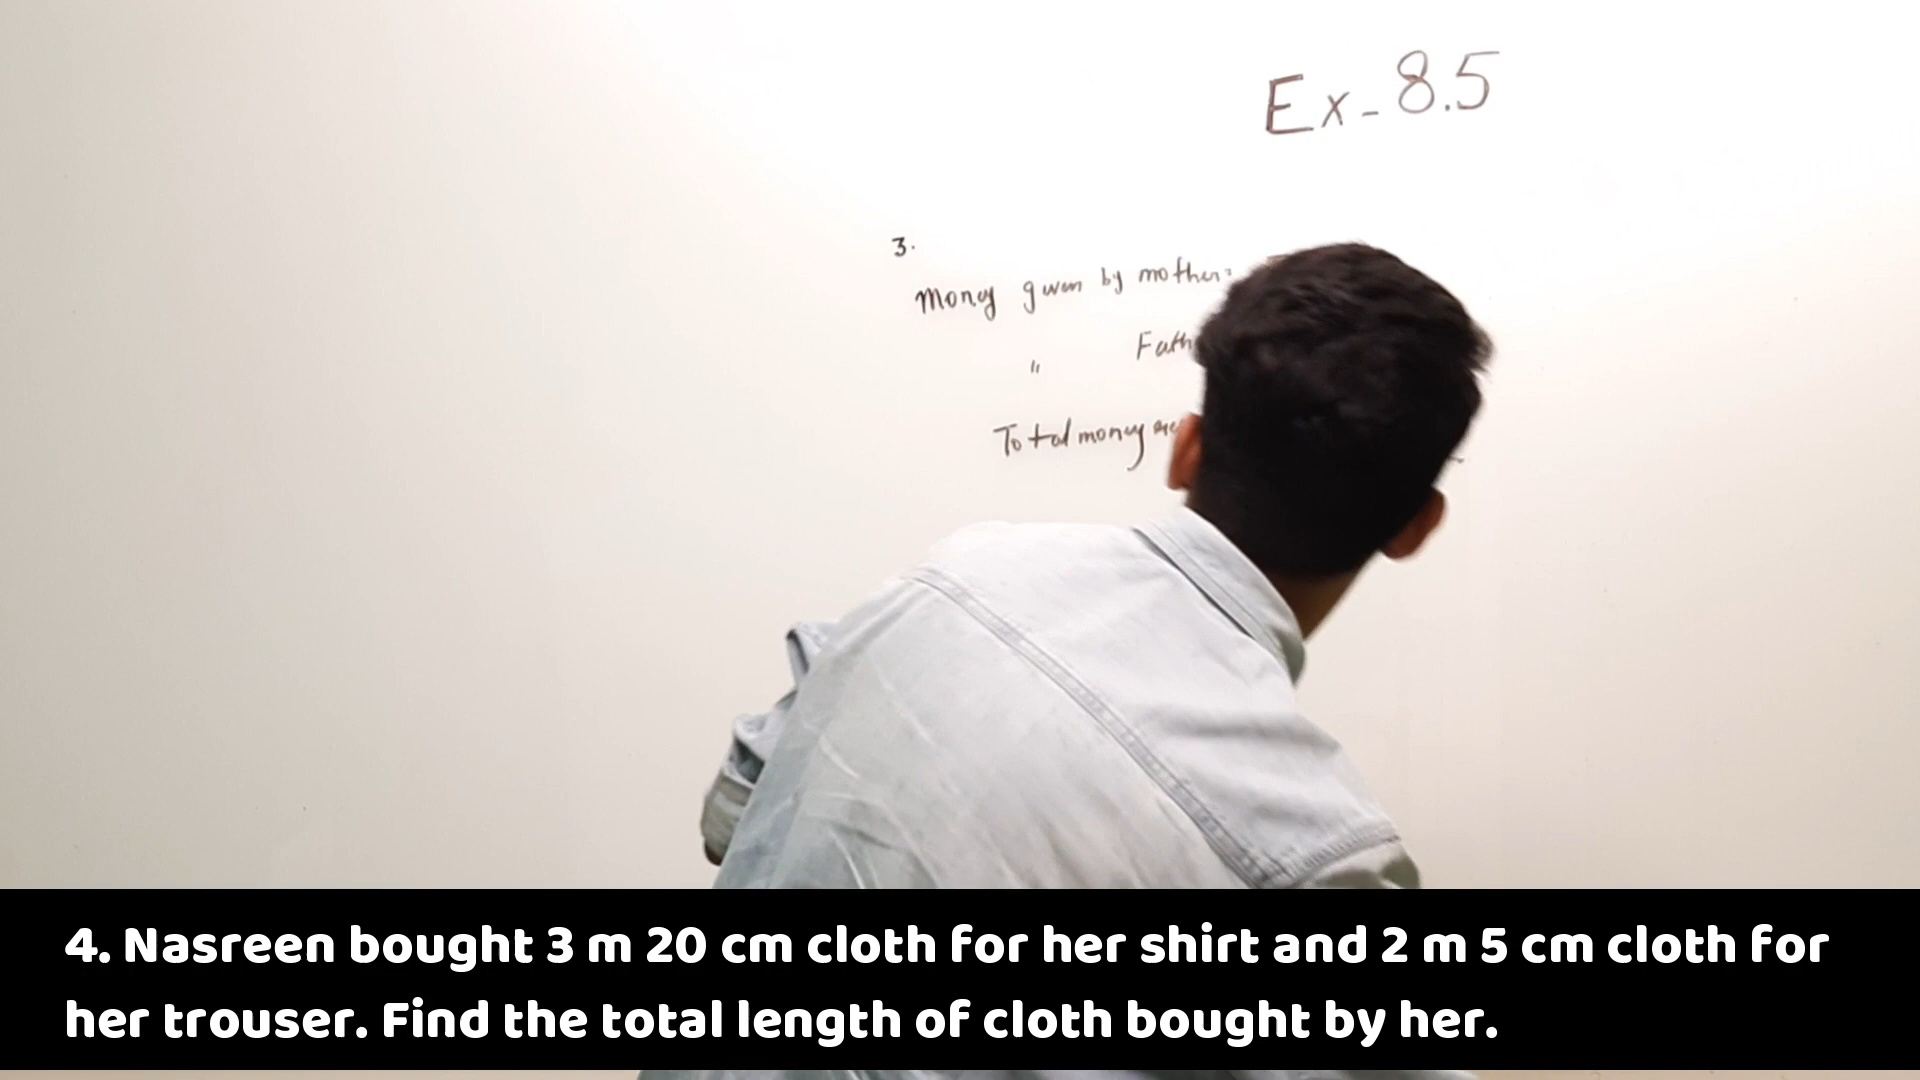 Ex - 8.5
3.
Money given by mother =
" Fath
Total money
4. Nasreen bought 3 m 20 cm cloth for her shirt and 2 m 5 cm cloth for
her trouser. Find the total length of cloth bought by her.